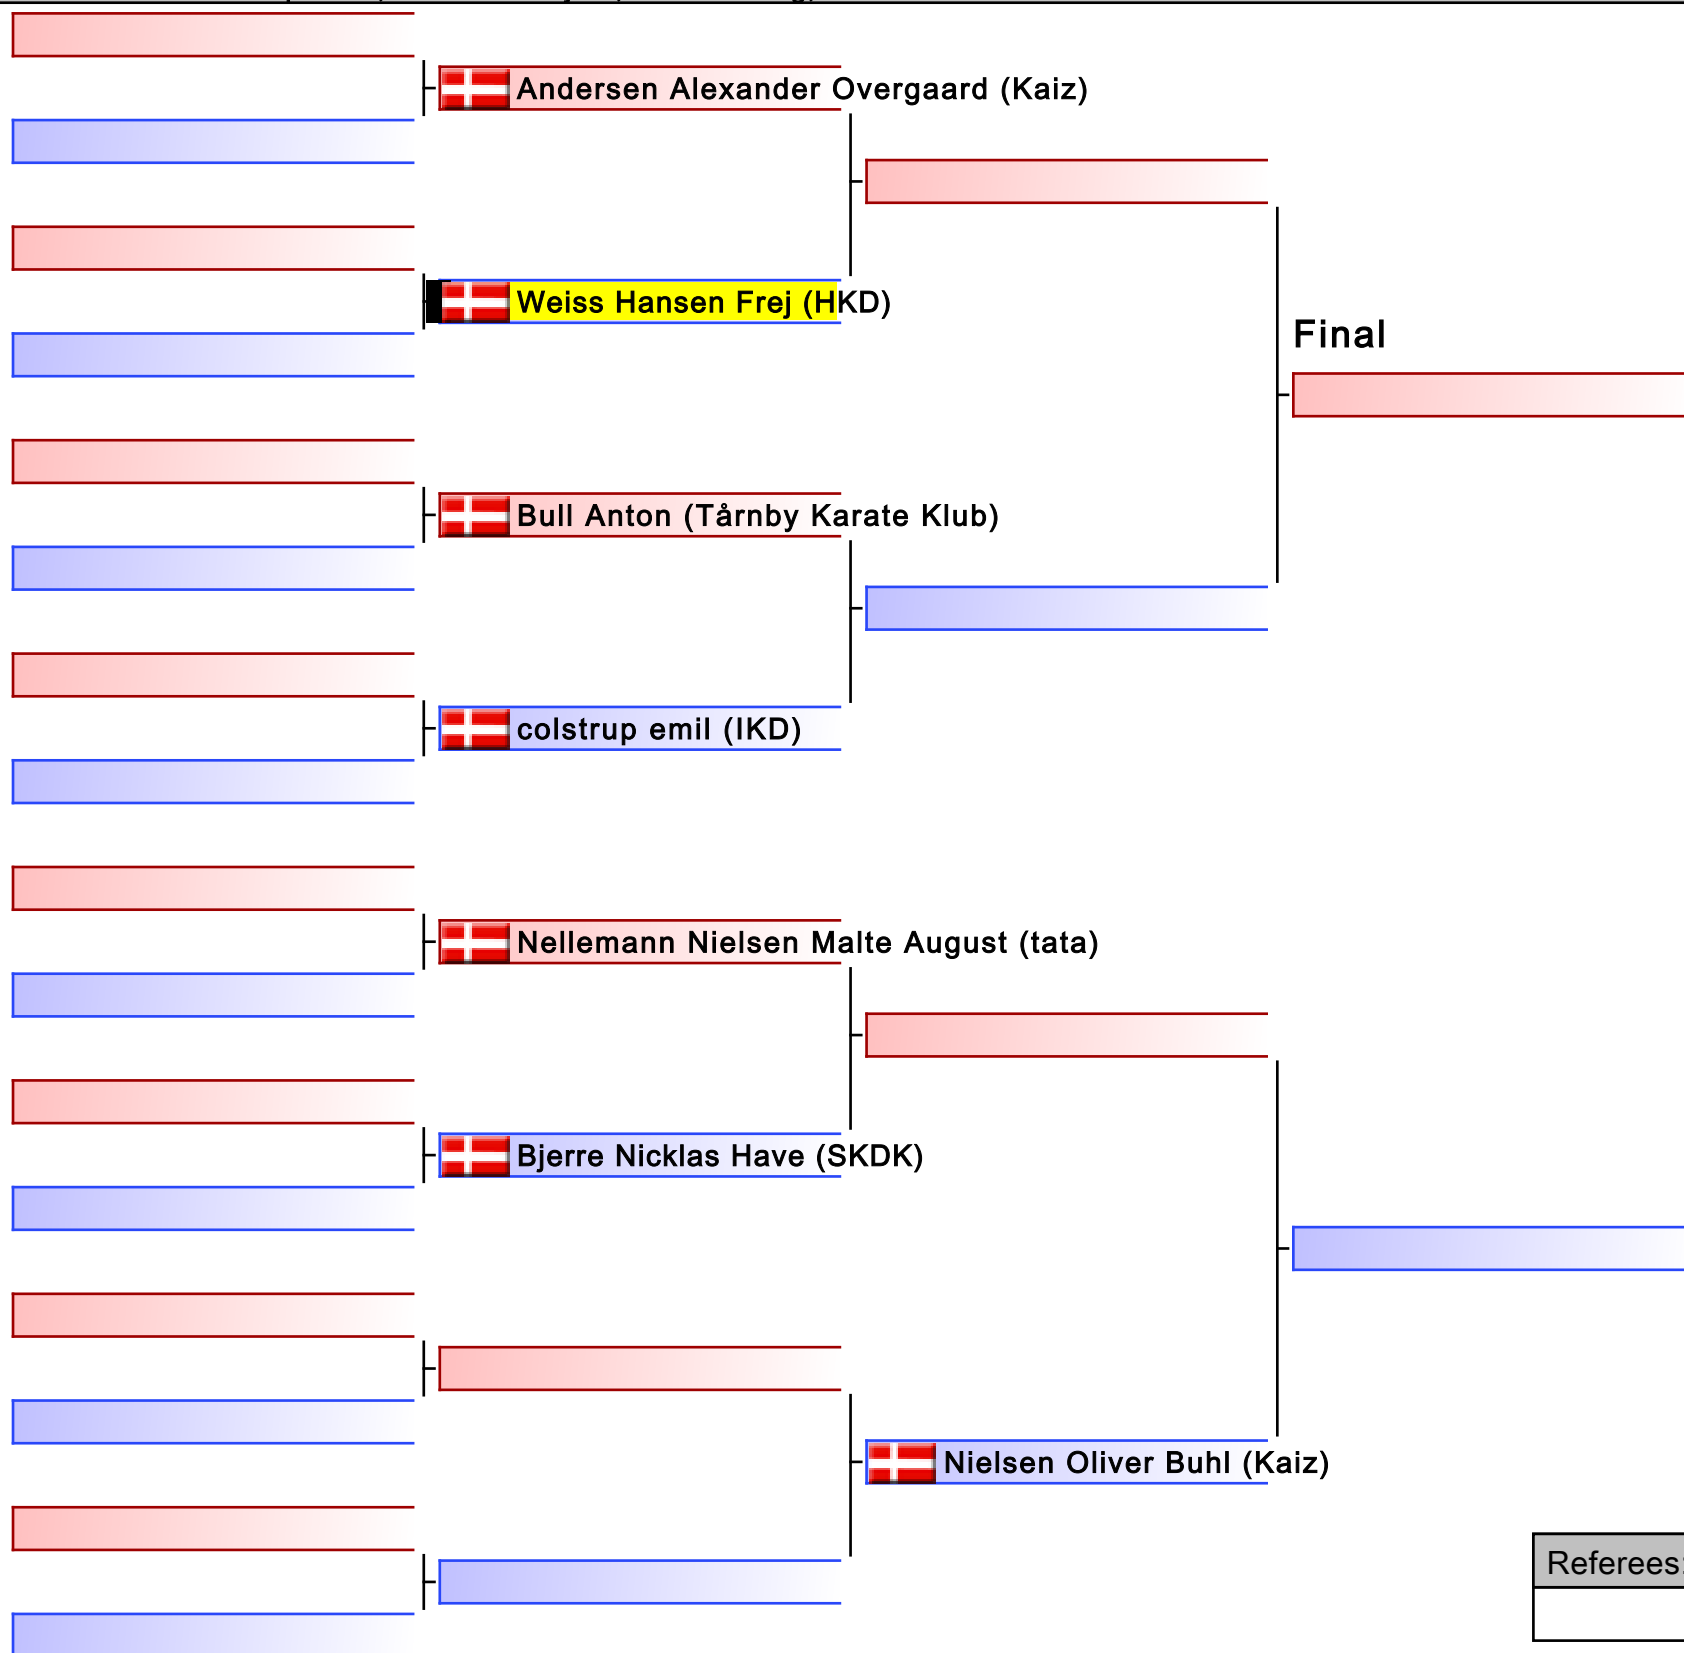 Andersen Alexander Overgaard (Kaiz)
Weiss Hansen Frej (HKD)
Final
Bull Anton (Tårnby Karate Klub)
colstrup emil (IKD)
Nellemann Nielsen Malte August (tata)
Bjerre Nicklas Have (SKDK)
Nielsen Oliver Buhl (Kaiz)
Referees: